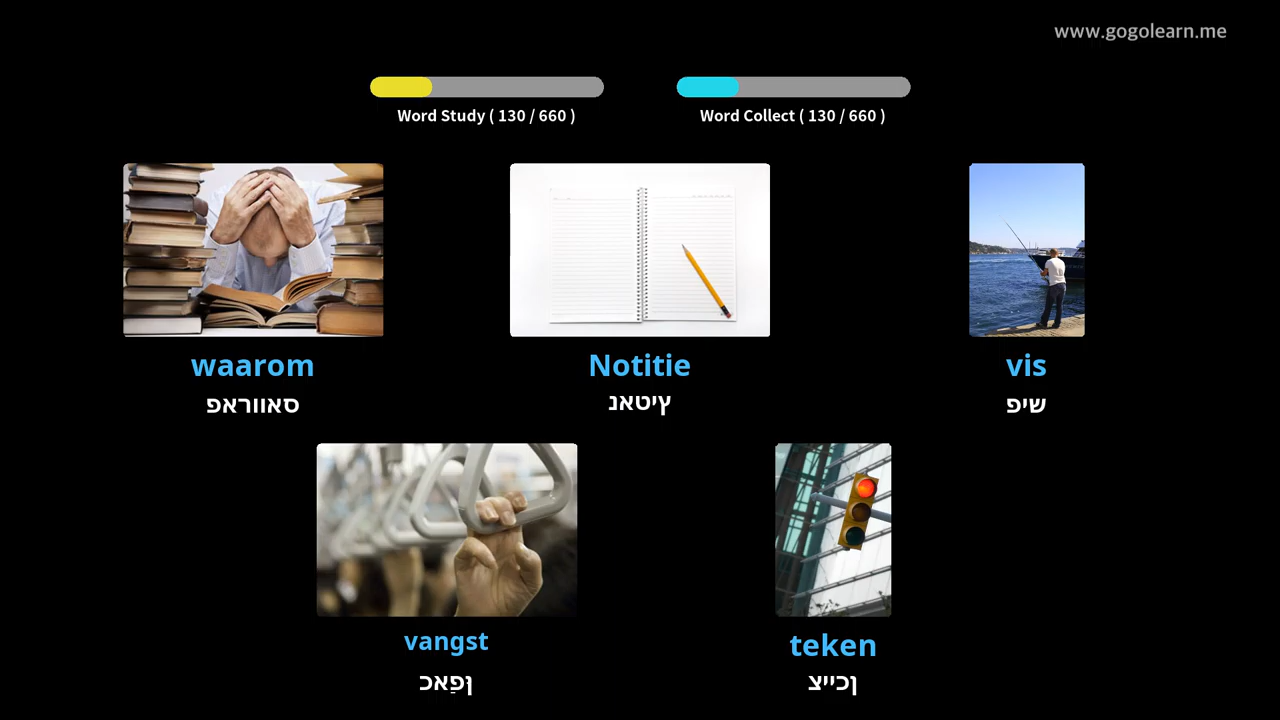 www.gogolearn.me
Word Study ( 130 / 660 )
Word Collect ( 130 / 660 )
waarom
Notitie
vis
סאווראפ
ץיטאנ
שיפ
vangst
teken
ןפַאכ
ןכייצ